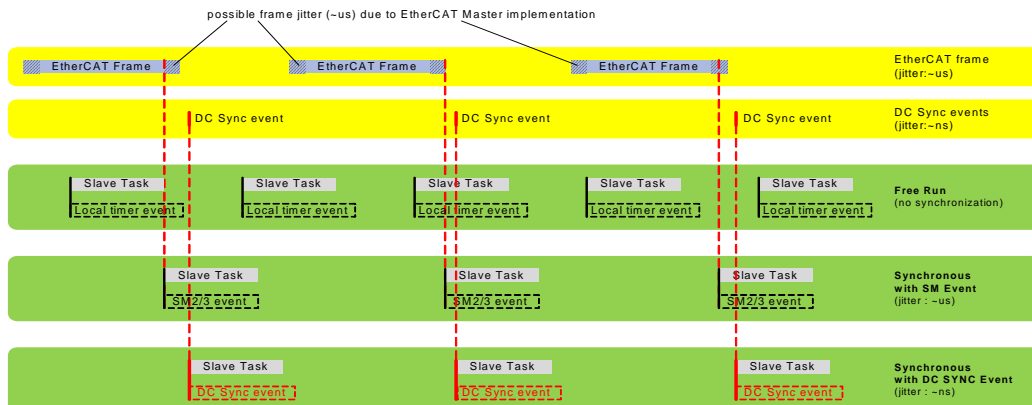 possible frame jitter (~us) due to EtherCAT Master implementation
EtherCAT Frame EtherCAT Frame EtherCAT Frame EtherCAT frame
(jitter:~us)
DC Sync event DC Sync event DC Sync event DC Sync events
(jitter:~ns)
Slave Task Slave Task Slave Task Slave Task Slave Task Free Run
Local timer event Local timer event Local timer event Local timer event Local timer event (no synchronization)
Slave Task Slave Task Slave Task Synchronous
with SM Event
SM2/3 event SM2/3 event SM2/3 event (jitter : ~us)
Slave Task Slave Task Slave Task Synchronous
with DC SYNC Event
DC Sync event DC Sync event DC Sync event (jitter : ~ns)